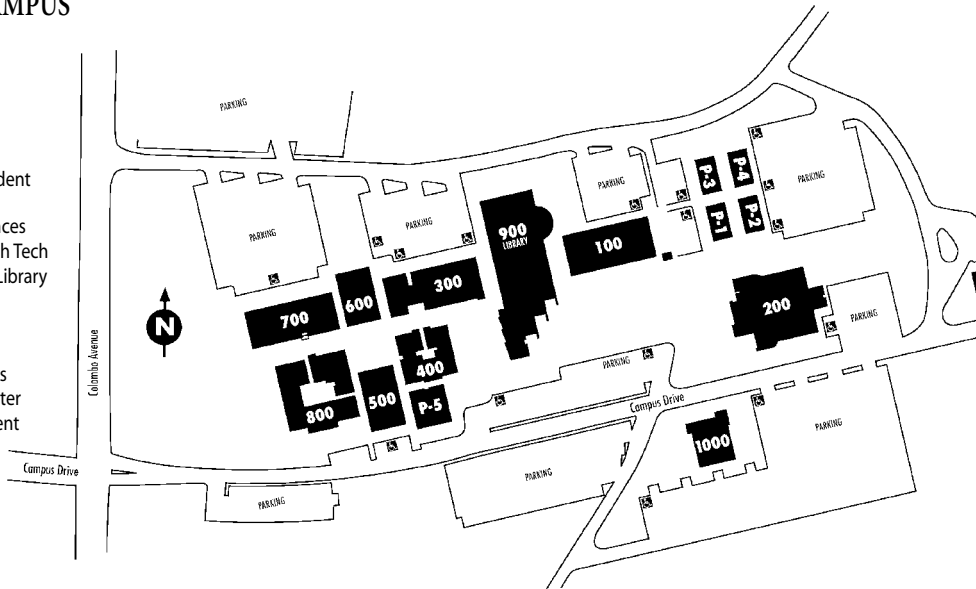 AMPUS
dent
nces
h Tech
Library
s
ter
ent
PARKING
PARKING
PARKING
PARKING
PARKING
P-3
P-4
P-1
P-2
900
LIBRARY
100
200
300
600
700
400
500
P-5
800
N
Colombo Avenue
PARKING
PARKING
Campus Drive
1000
PARKING
PARKING
PARKING
Campus Drive